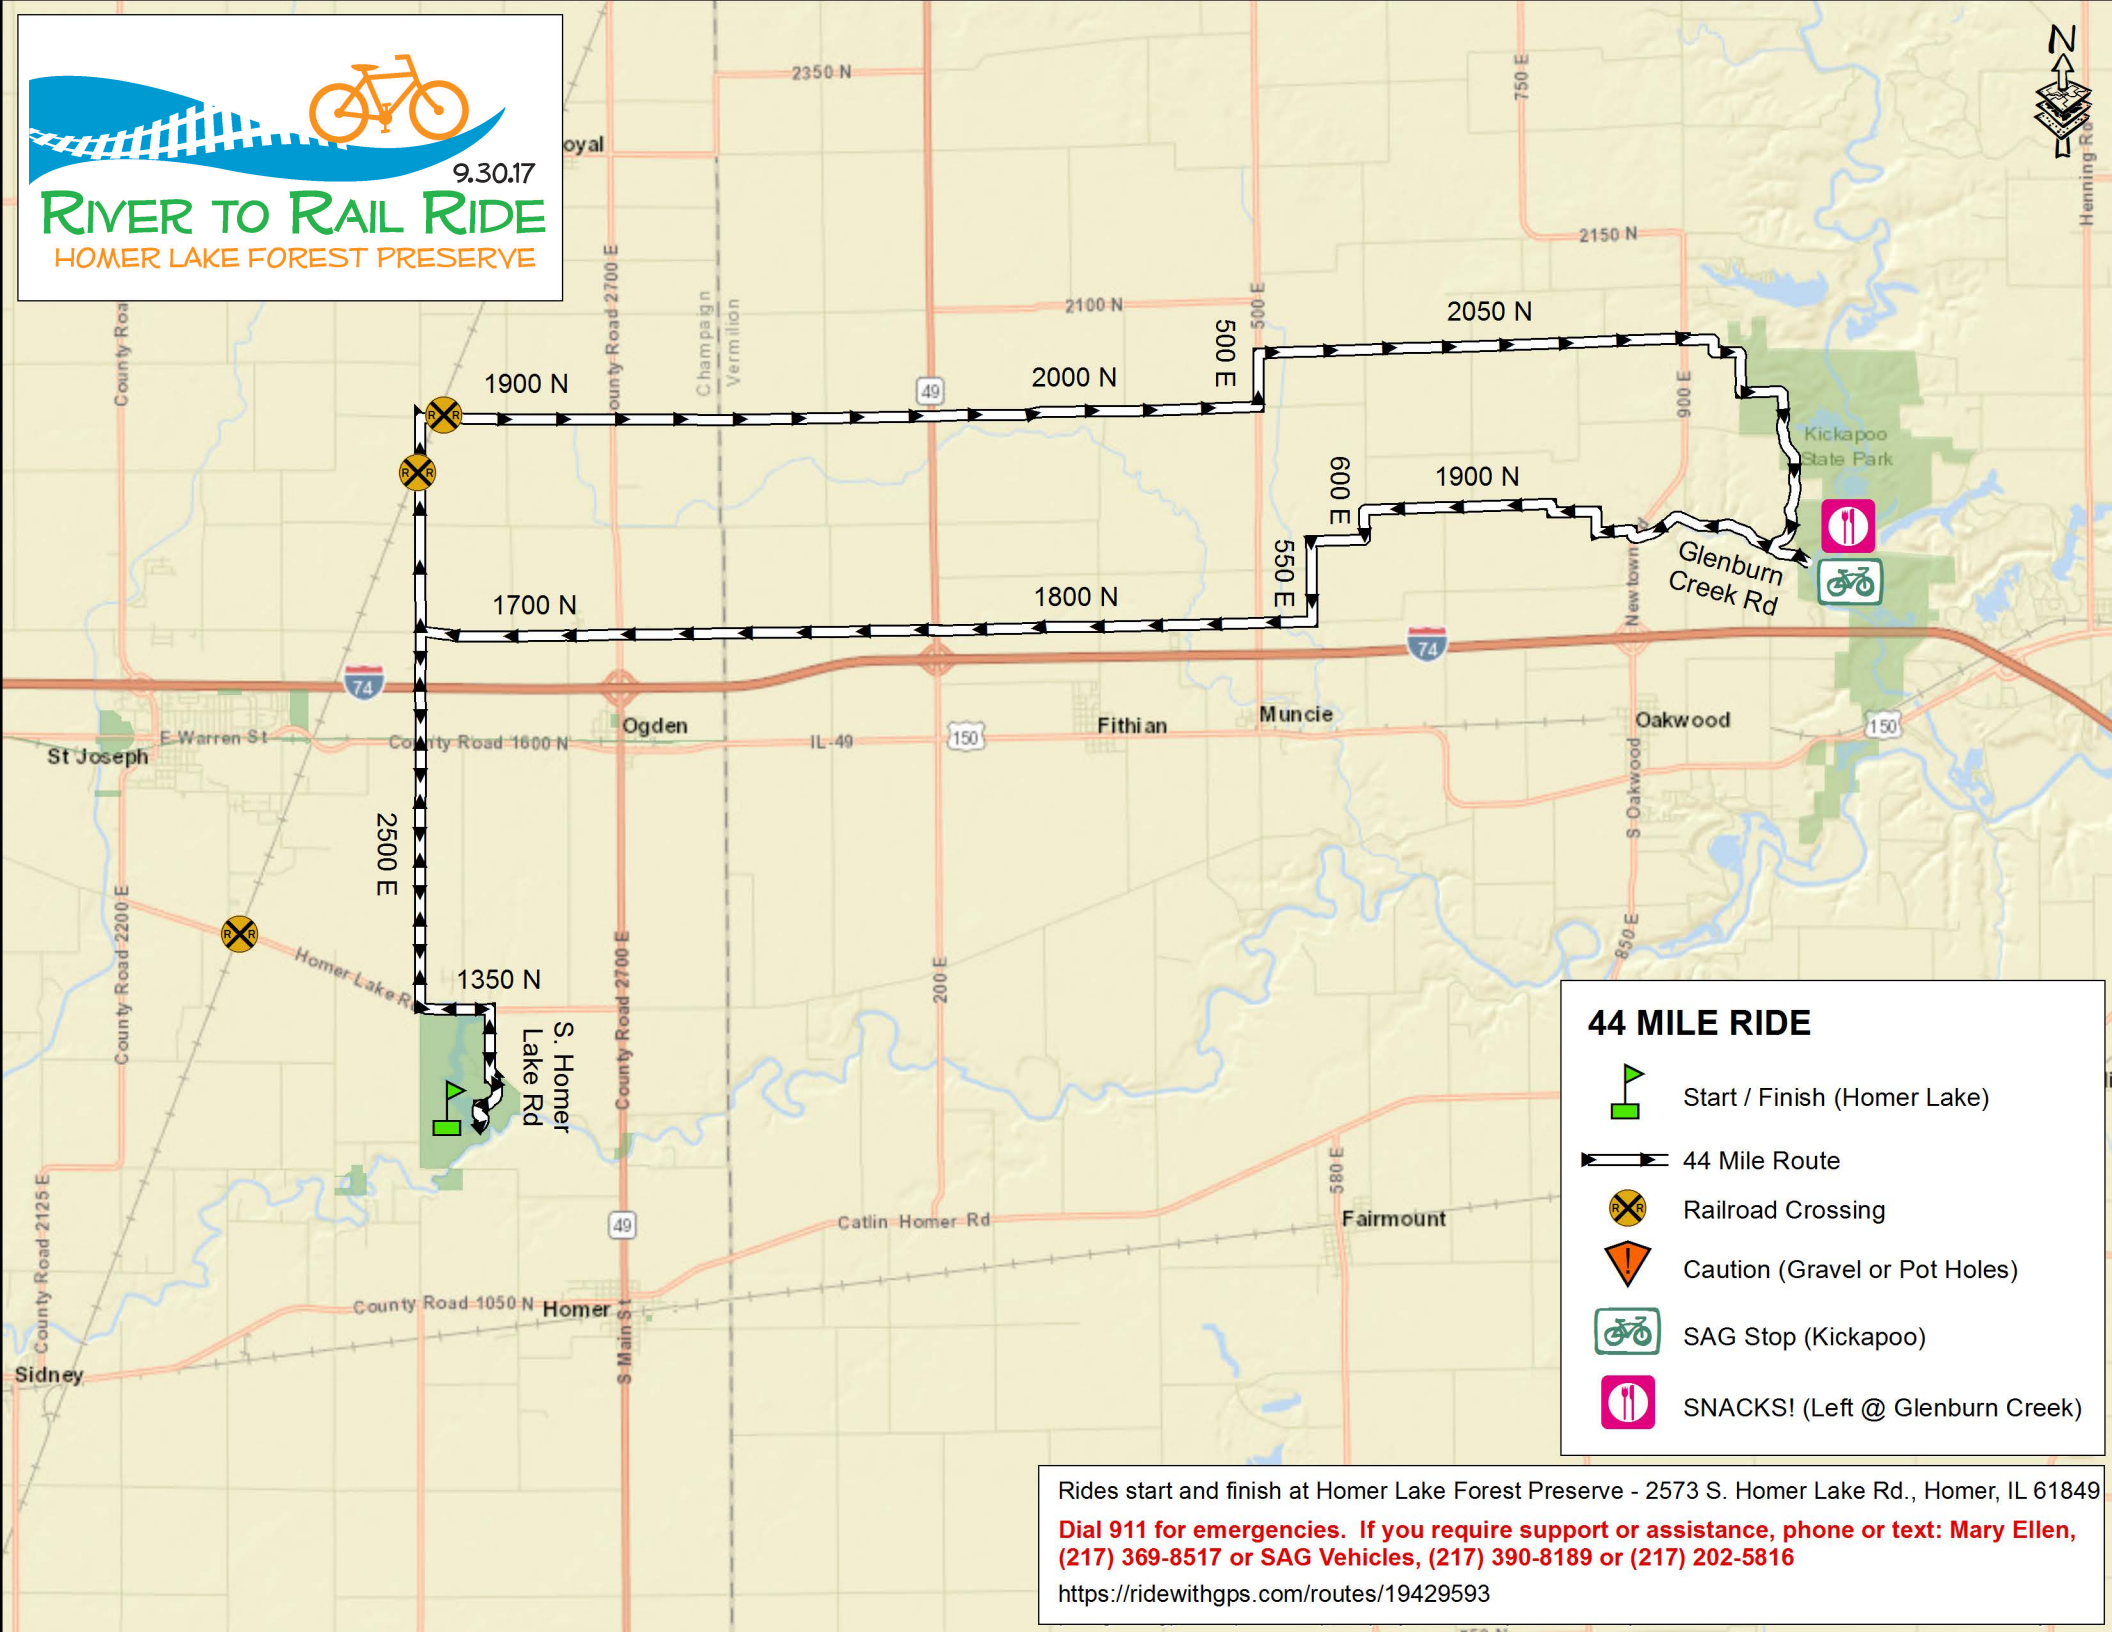 9.30.17
RIVER TO RAIL RIDE
HOMER LAKE FOREST PRESERVE
N
2350 N
750 E
Henning Rd
oyal
County Road 2700 E
Champaign
Vermilion
2150 N
2100 N
500 E
500 E
2050 N
49
1900 N
2000 N
900 E
Kickapoo
State Park
R R
R R
600 E
1900 N
Newtown
550 E
Glenburn
Creek Rd
1700 N
1800 N
74
74
Ogden
Fithian
Muncie
Oakwood
150
150
E Warren St
County Road 1600 N
IL-49
St Joseph
S Oakwood
2500 E
County Road 2200 E
R R
Homer Lake Rd
1350 N
S. Homer
Lake Rd
County Road 2700 E
200 E
850 E
580 E
49
Catlin Homer Rd
Fairmount
County Road 2125 E
County Road 1050 N
Homer
S Main St
Sidney
44 MILE RIDE
Start / Finish (Homer Lake)
44 Mile Route
R R
Railroad Crossing
!
Caution (Gravel or Pot Holes)
SAG Stop (Kickapoo)
SNACKS! (Left @ Glenburn Creek)
Rides start and finish at Homer Lake Forest Preserve - 2573 S. Homer Lake Rd., Homer, IL 61849
Dial 911 for emergencies.  If you require support or assistance, phone or text: Mary Ellen,
(217) 369-8517 or SAG Vehicles, (217) 390-8189 or (217) 202-5816
https://ridewithgps.com/routes/19429593